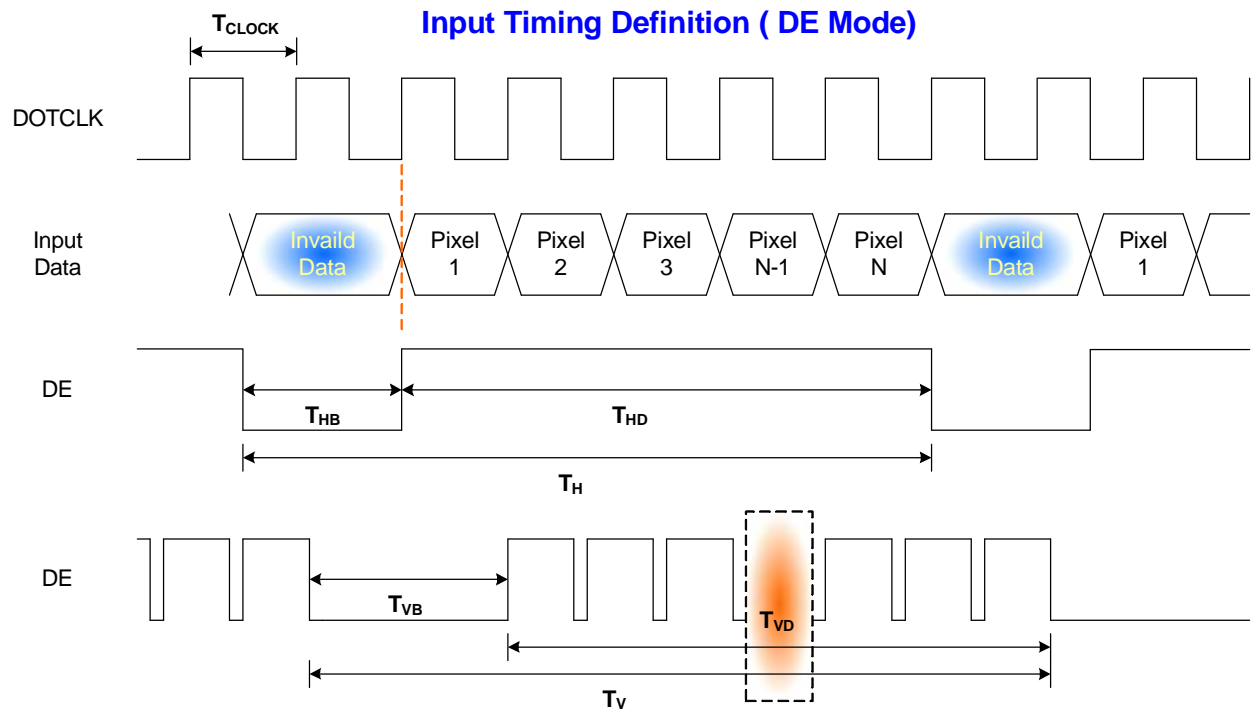 Input Timing Definition ( DE Mode)
TCLOCK
DOTCLK
Input
Data
Invaild
Data
Pixel
1
Pixel
2
Pixel
3
Pixel
N-1
Pixel
N
Invaild
Data
Pixel
1
DE
THB
THD
TH
DE
TVB
TVD
TV